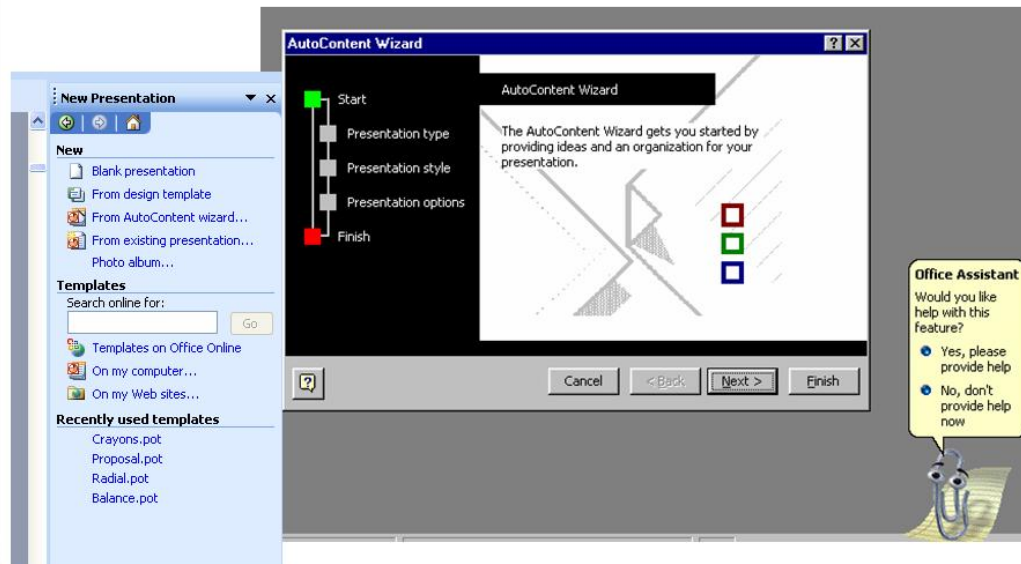 New Presentation
New
Blank presentation
From design template
From AutoContent wizard...
From existing presentation...
Photo album...
Templates
Search online for:
Go
Templates on Office Online
On my computer...
On my Web sites...
Recently used templates
Crayons.pot
Proposal.pot
Radial.pot
Balance.pot
AutoContent Wizard
Start
Presentation type
Presentation style
Presentation options
Finish
AutoContent Wizard
The AutoContent Wizard gets you started by
providing ideas and an organization for your
presentation.
Cancel
< Back
Next >
Finish
Office Assistant
Would you like
help with this
feature?
Yes, please
provide help
No, don't
provide help
now